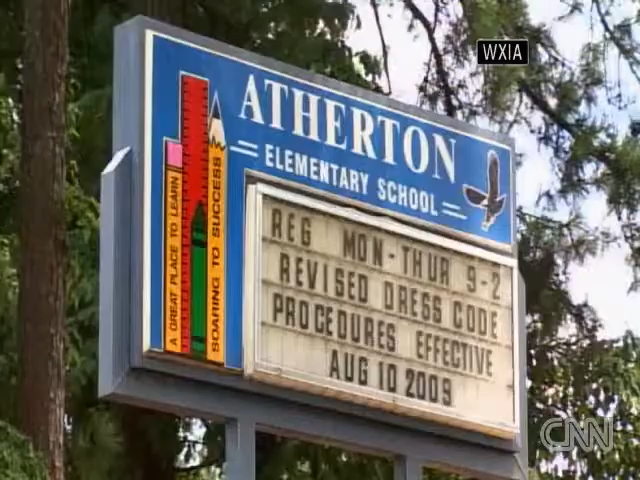 WXIA
ATHERTON
ELEMENTARY SCHOOL
A GREAT PLACE TO LEARN
SOARING TO SUCCESS
REG MON-THUR 9-2
REVISED DRESS CODE
PROCEDURES EFFECTIVE
AUG 10 2009
CNN